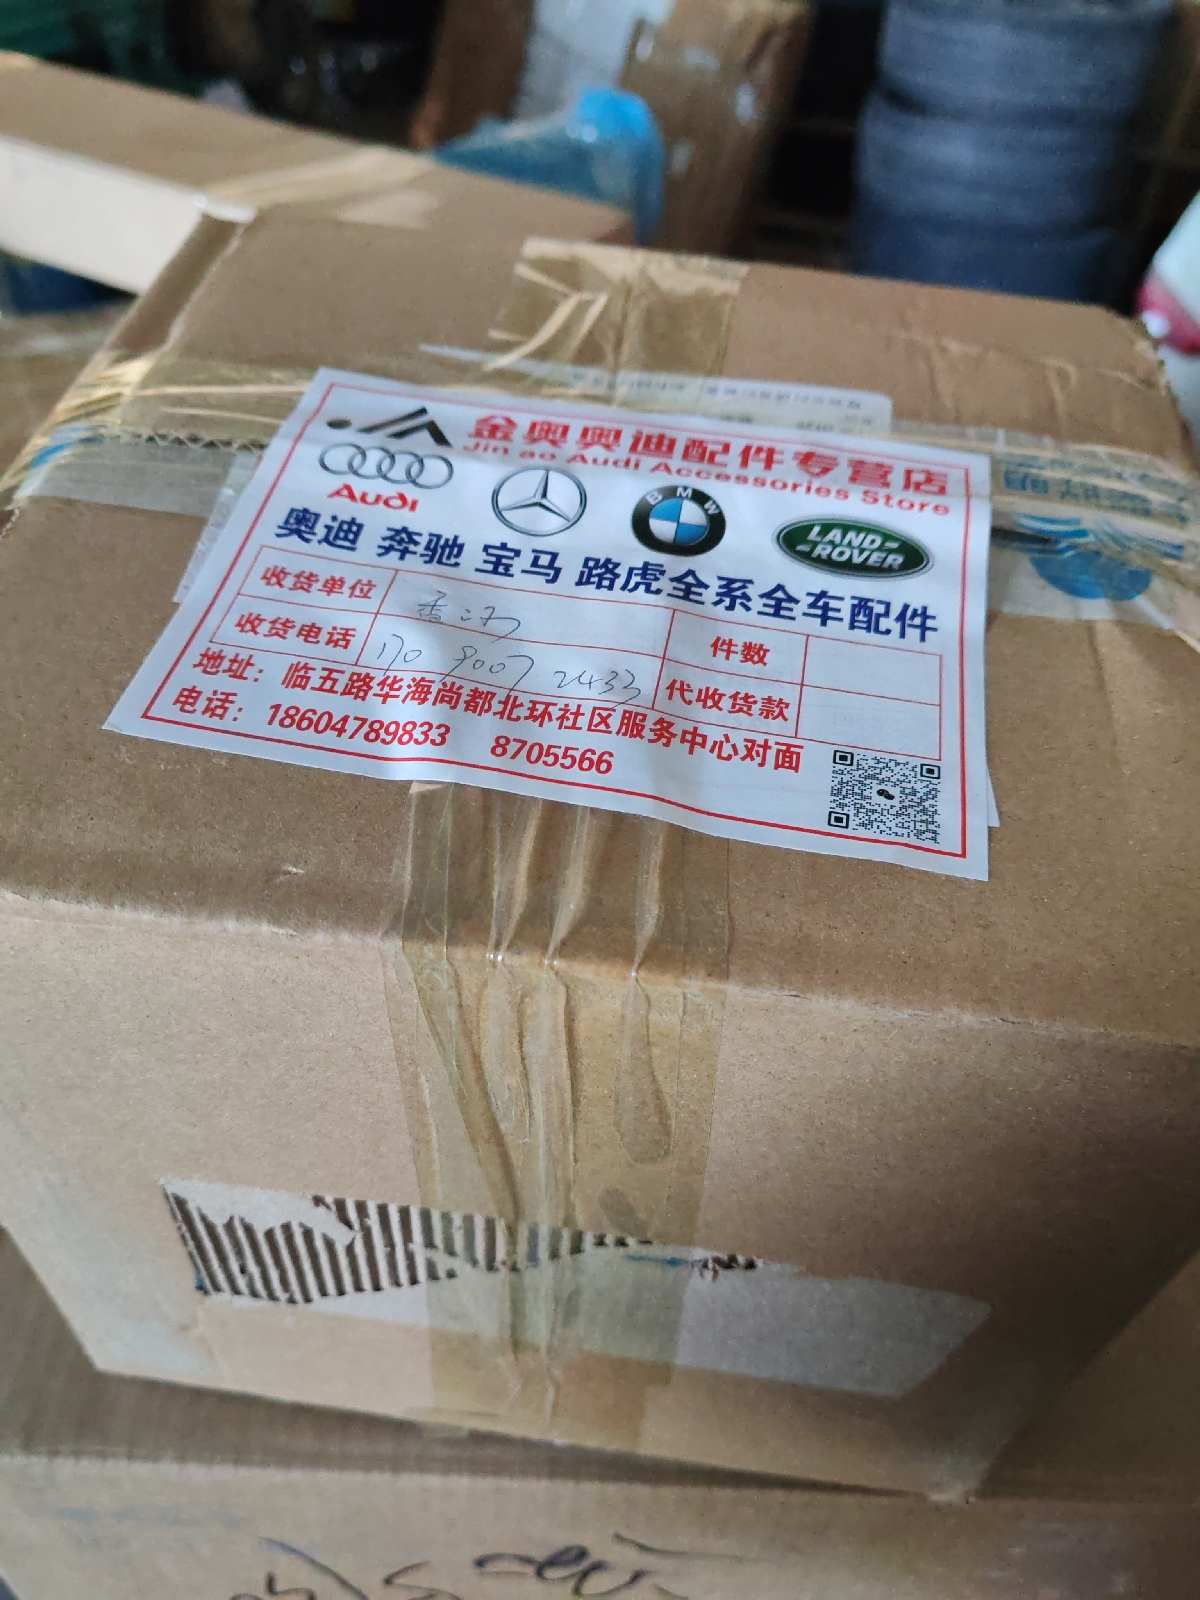 JA 金奥奥迪配件专营店
Jin ao Audi Accessories Store
Audi
BMW
LAND-
-ROVER
奥迪 奔驰 宝马 路虎全系全车配件
收货单位 件数
收货电话 170 9007 2433 代收货款
地址：临五路华海尚都北环社区服务中心对面
电话：18604789833 8705566